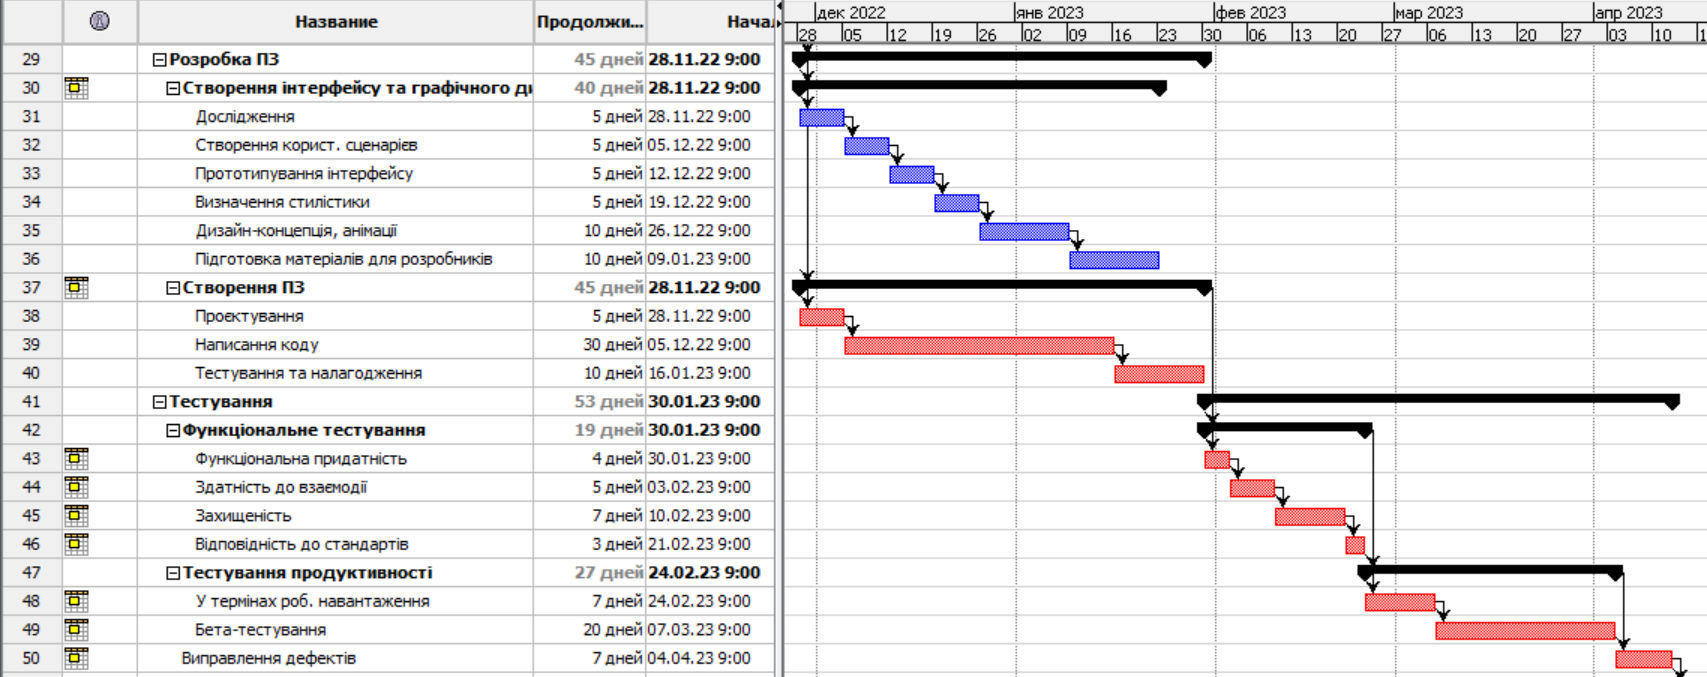 Название Продолжи... Начал
дек 2022 янв 2023 фев 2023 мар 2023 апр 2023
28 05 12 19 26 02 09 16 23 30 06 13 20 27 06 13 20 27 03 10 1
29 Розробка ПЗ 45 дней 28.11.22 9:00
30 Створення інтерфейсу та графічного ди 40 дней 28.11.22 9:00
31 Дослідження 5 дней 28.11.22 9:00
32 Створення корист. сценаріїв 5 дней 05.12.22 9:00
33 Прототипування інтерфейсу 5 дней 12.12.22 9:00
34 Визначення стилістики 5 дней 19.12.22 9:00
35 Дизайн-концепція, анімації 10 дней 26.12.22 9:00
36 Підготовка матеріалів для розробників 10 дней 09.01.23 9:00
37 Створення ПЗ 45 дней 28.11.22 9:00
38 Проєктування 5 дней 28.11.22 9:00
39 Написання коду 30 дней 05.12.22 9:00
40 Тестування та налагодження 10 дней 16.01.23 9:00
41 Тестування 53 дней 30.01.23 9:00
42 Функціональне тестування 19 дней 30.01.23 9:00
43 Функціональна придатність 4 дней 30.01.23 9:00
44 Здатність до взаємодії 5 дней 03.02.23 9:00
45 Захищеність 7 дней 10.02.23 9:00
46 Відповідність до стандартів 3 дней 21.02.23 9:00
47 Тестування продуктивності 27 дней 24.02.23 9:00
48 У термінах роб. навантаження 7 дней 24.02.23 9:00
49 Бета-тестування 20 дней 07.03.23 9:00
50 Виправлення дефектів 7 дней 04.04.23 9:00